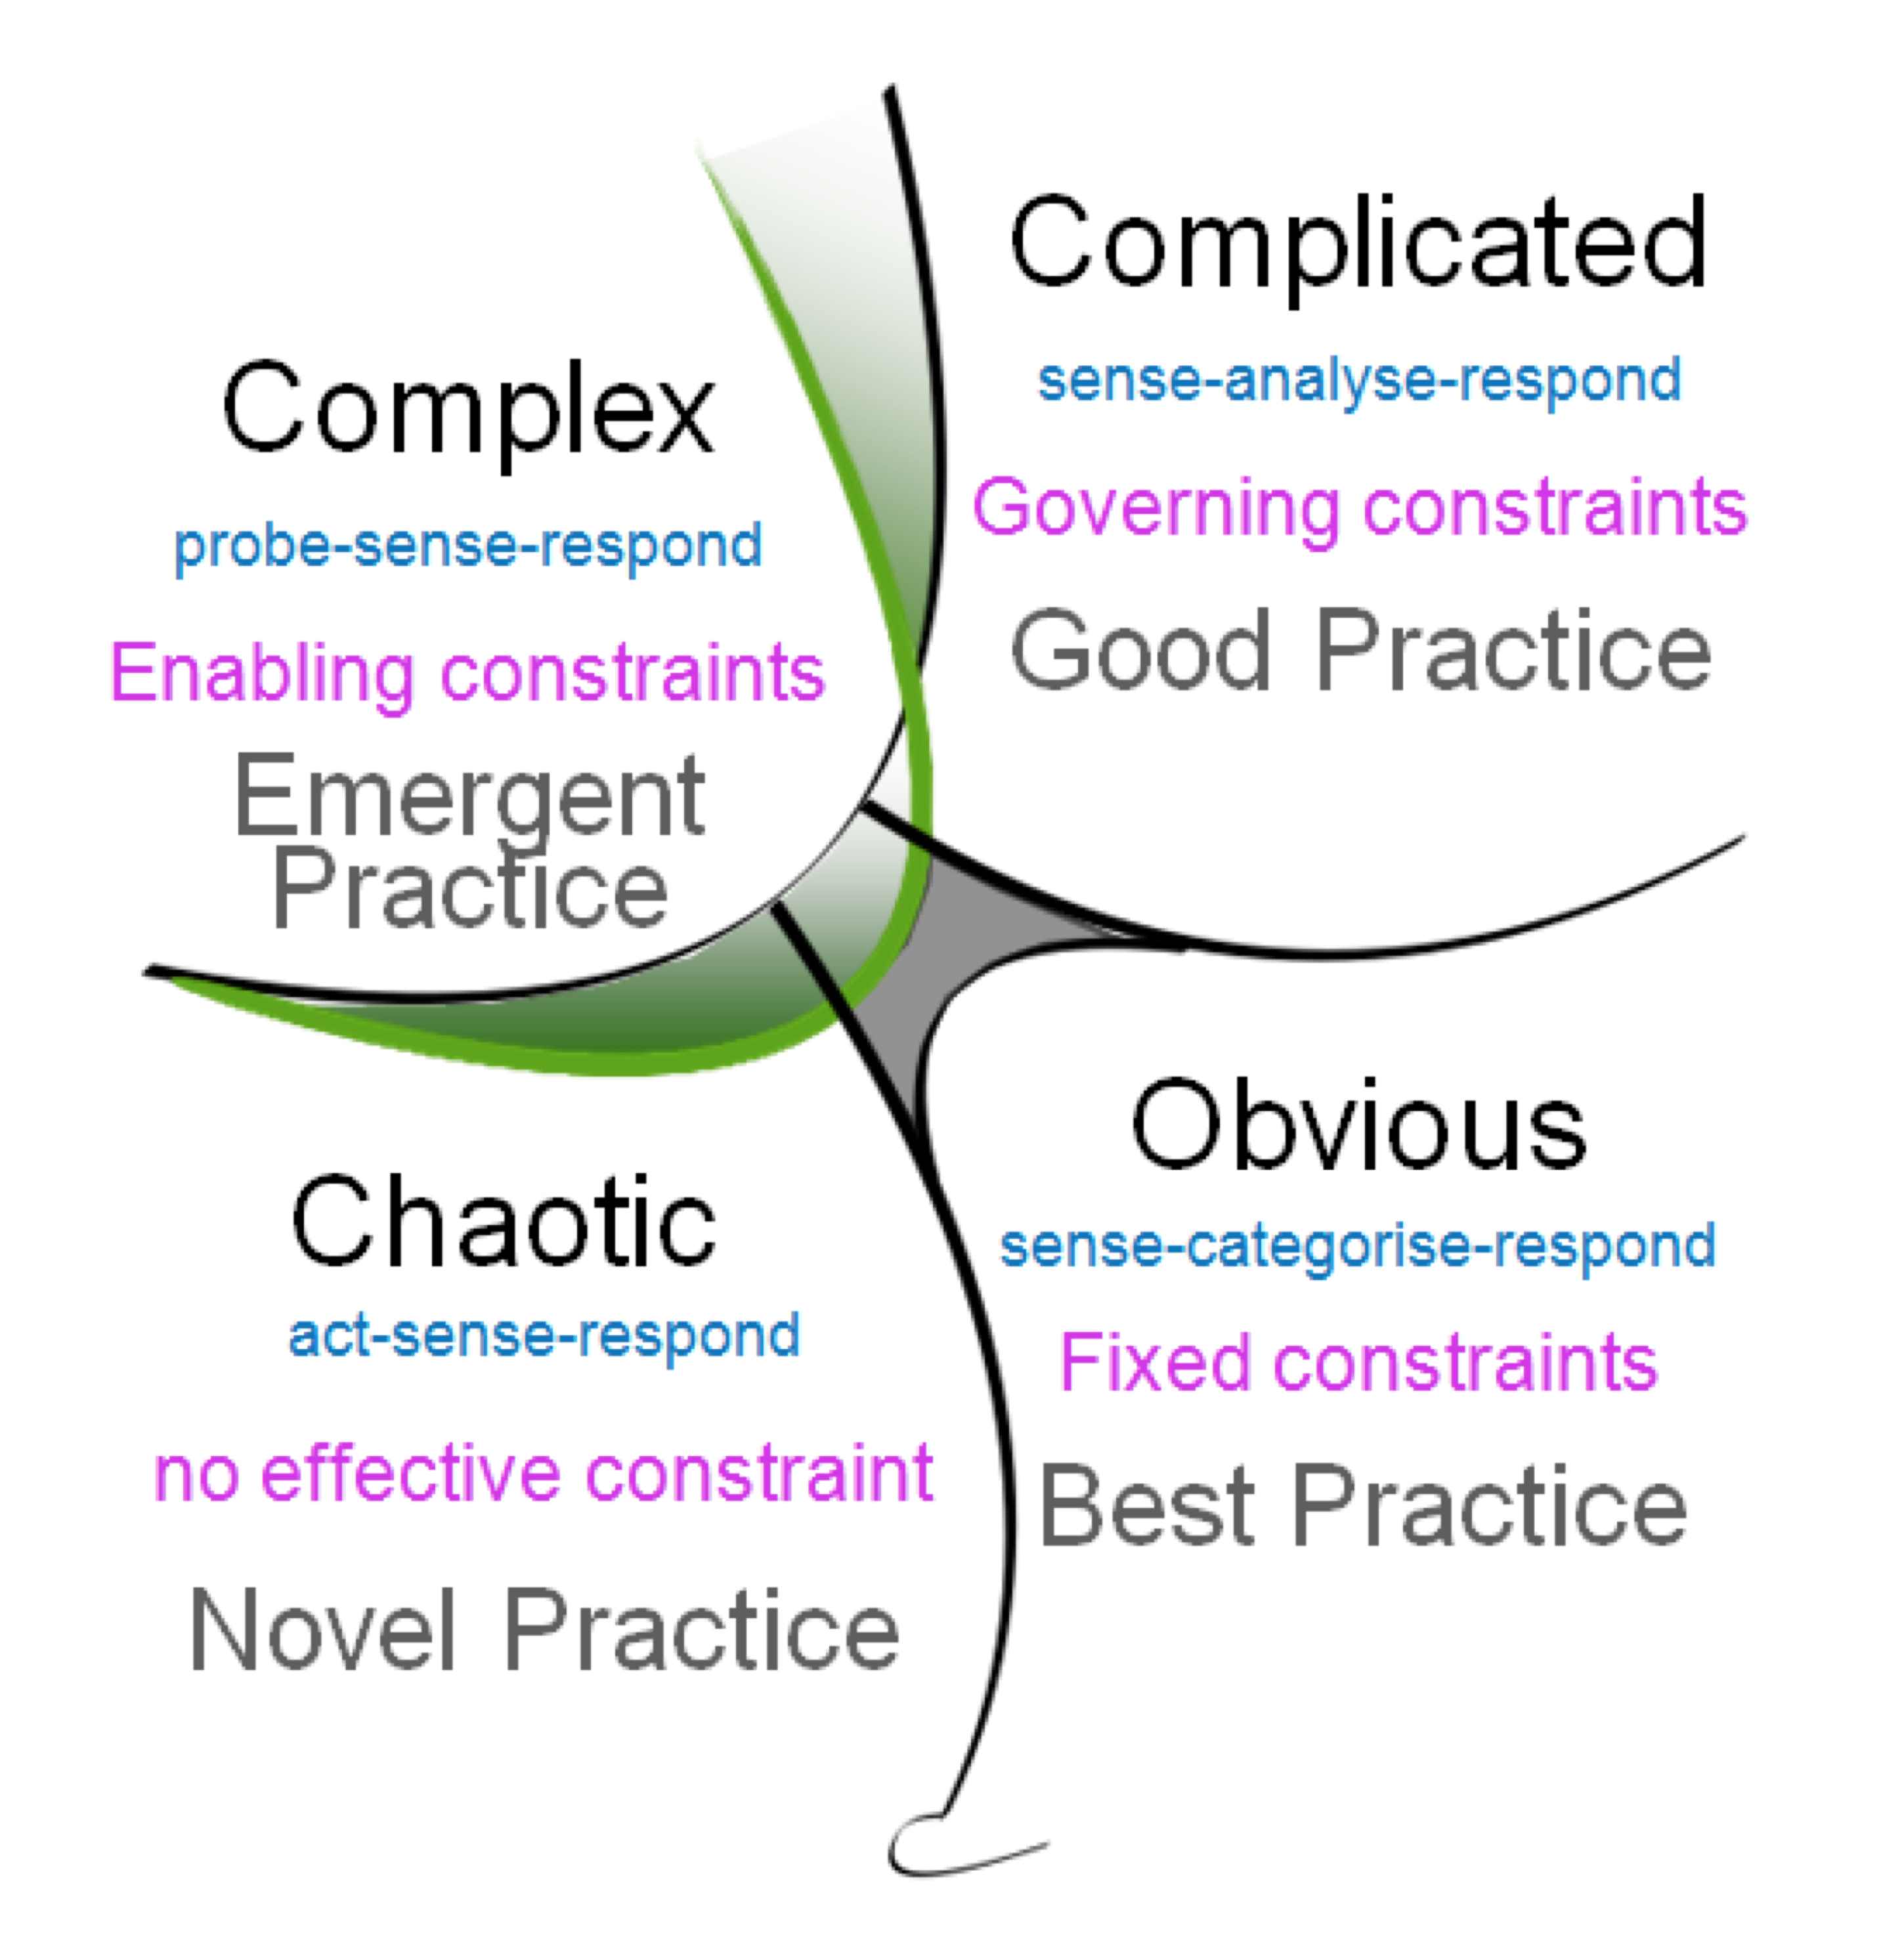 Complex
probe-sense-respond
Enabling constraints
Emergent
Practice
Complicated
sense-analyse-respond
Governing constraints
Good Practice
Chaotic
act-sense-respond
no effective constraint
Novel Practice
Obvious
sense-categorise-respond
Fixed constraints
Best Practice